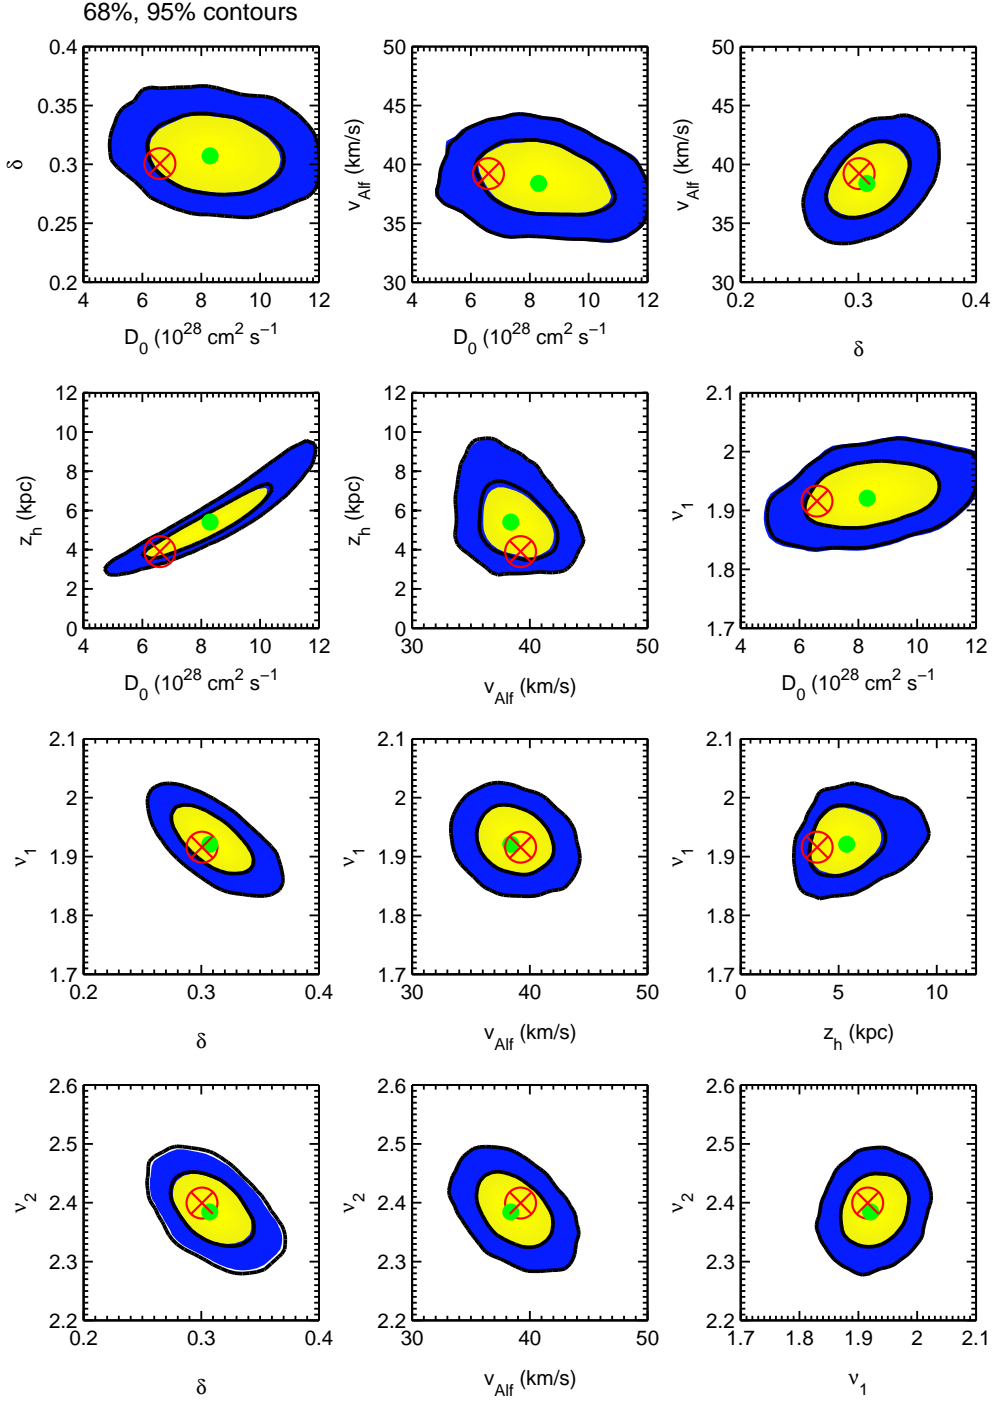 68%, 95% contours
0.4
0.35
0.3
0.25
0.2
δ
4 6 8 10 12
D0 (10^28 cm^2 s^−1
50
45
40
35
30
vAlf (km/s)
4 6 8 10 12
D0 (10^28 cm^2 s^−1
50
45
40
35
30
vAlf (km/s)
0.2 0.3 0.4
δ
12
10
8
6
4
2
0
zh (kpc)
4 6 8 10 12
D0 (10^28 cm^2 s^−1
12
10
8
6
4
2
0
zh (kpc)
30 40 50
vAlf (km/s)
2.1
2
1.9
1.8
1.7
ν1
4 6 8 10 12
D0 (10^28 cm^2 s^−1
2.1
2
1.9
1.8
1.7
ν1
0.2 0.3 0.4
δ
2.1
2
1.9
1.8
1.7
ν1
30 40 50
vAlf (km/s)
2.1
2
1.9
1.8
1.7
ν1
0 5 10
zh (kpc)
2.6
2.5
2.4
2.3
2.2
ν2
0.2 0.3 0.4
δ
2.6
2.5
2.4
2.3
2.2
ν2
30 40 50
vAlf (km/s)
2.6
2.5
2.4
2.3
2.2
ν2
1.7 1.8 1.9 2 2.1
ν1